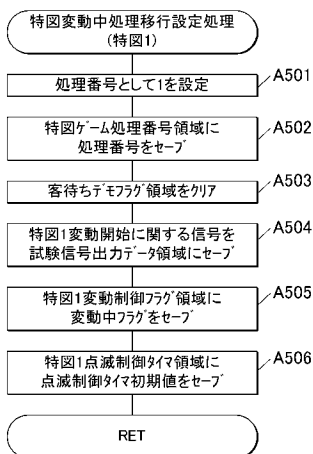 特図変動中処理移行設定処理
(特図1)
処理番号として1を設定
A501
特図ゲーム処理番号領域に
処理番号をセーブ
A502
客待ちデモフラグ領域をクリア
A503
特図1変動開始に関する信号を
試験信号出力データ領域にセーブ
A504
特図1変動制御フラグ領域に
変動中フラグをセーブ
A505
特図1点滅制御タイマ領域に
点滅制御タイマ初期値をセーブ
A506
RET